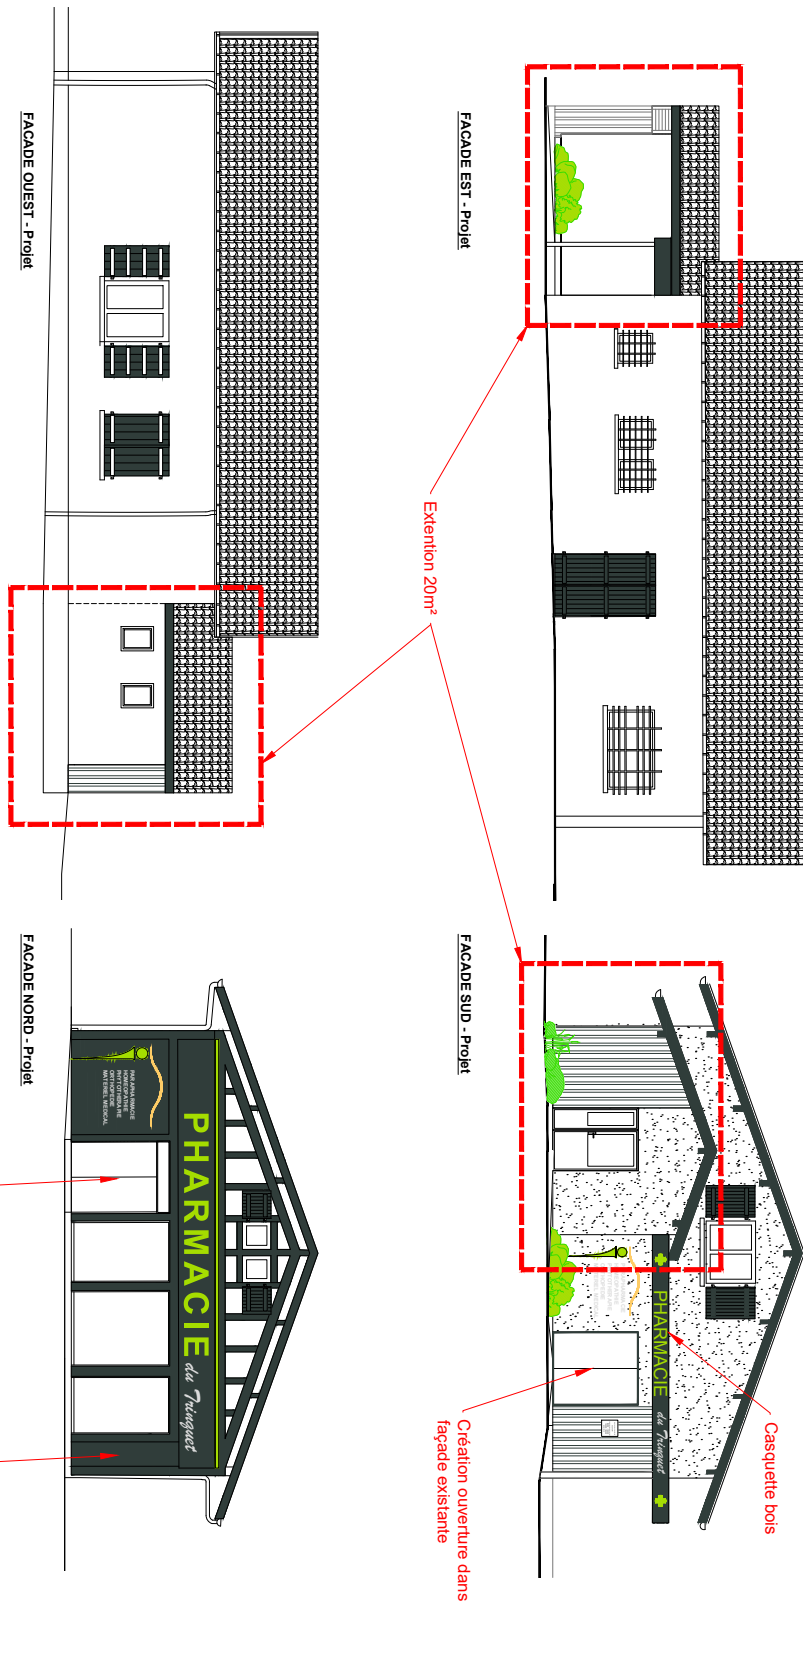 FACADE EST - Projet
Extention 20m²
FACADE OUEST - Projet
FACADE SUD - Projet
PHARMACIE du Trinquet
Casquette bois
Création ouverture dans
façade existante
FACADE NORD - Projet
PHARMACIE du Trinquet
PARAPHARMACIE
HOMEOPATHIE
PHYTOTHERAPIE
ORTHOPEDIE
MATERIEL MEDICAL